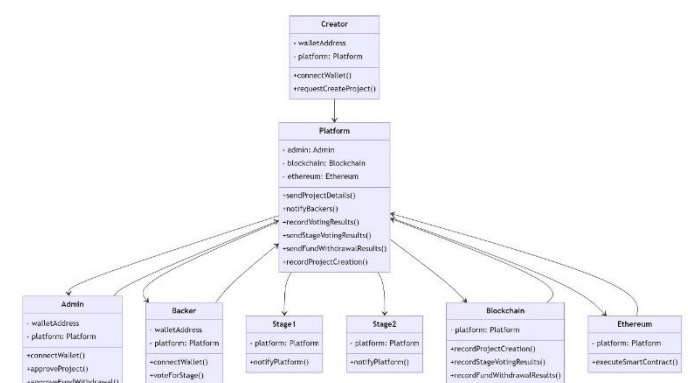 Creator
- walletAddress
- platform: Platform
+connectWallet()
+requestCreateProject()
Platform
- admin: Admin
- blockchain: Blockchain
- ethereum: Ethereum
+sendProjectDetails()
+notifyBackers()
+recordVotingResults()
+sendStageVotingResults()
+sendFundWithdrawalResults()
+recordProjectCreation()
Admin
- walletAddress
- platform: Platform
+connectWallet()
+approveProject()
+approveFundWithdrawal()
Backer
- walletAddress
- platform: Platform
+connectWallet()
+voteForStage()
Stage1
- platform: Platform
+notifyPlatform()
Stage2
- platform: Platform
+notifyPlatform()
Blockchain
- platform: Platform
+recordProjectCreation()
+recordStageVotingResults()
+recordFundWithdrawalResults()
Ethereum
- platform: Platform
+executeSmartContract()